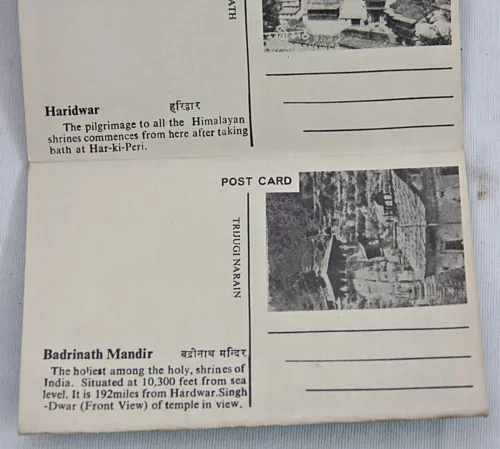 ATH
Haridwar हरिद्वार
The pilgrimage to all the Himalayan
shrines commences from here after taking
bath at Har-ki-Peri.
POST CARD
TRIJUGI NARAIN
Badrinath Mandir बद्रीनाथ मन्दिर
The holiest among the holy, shrines of
India. Situated at 10,300 feet from sea
level. It is 192miles from Hardwar.Singh
-Dwar (Front View) of temple in view.